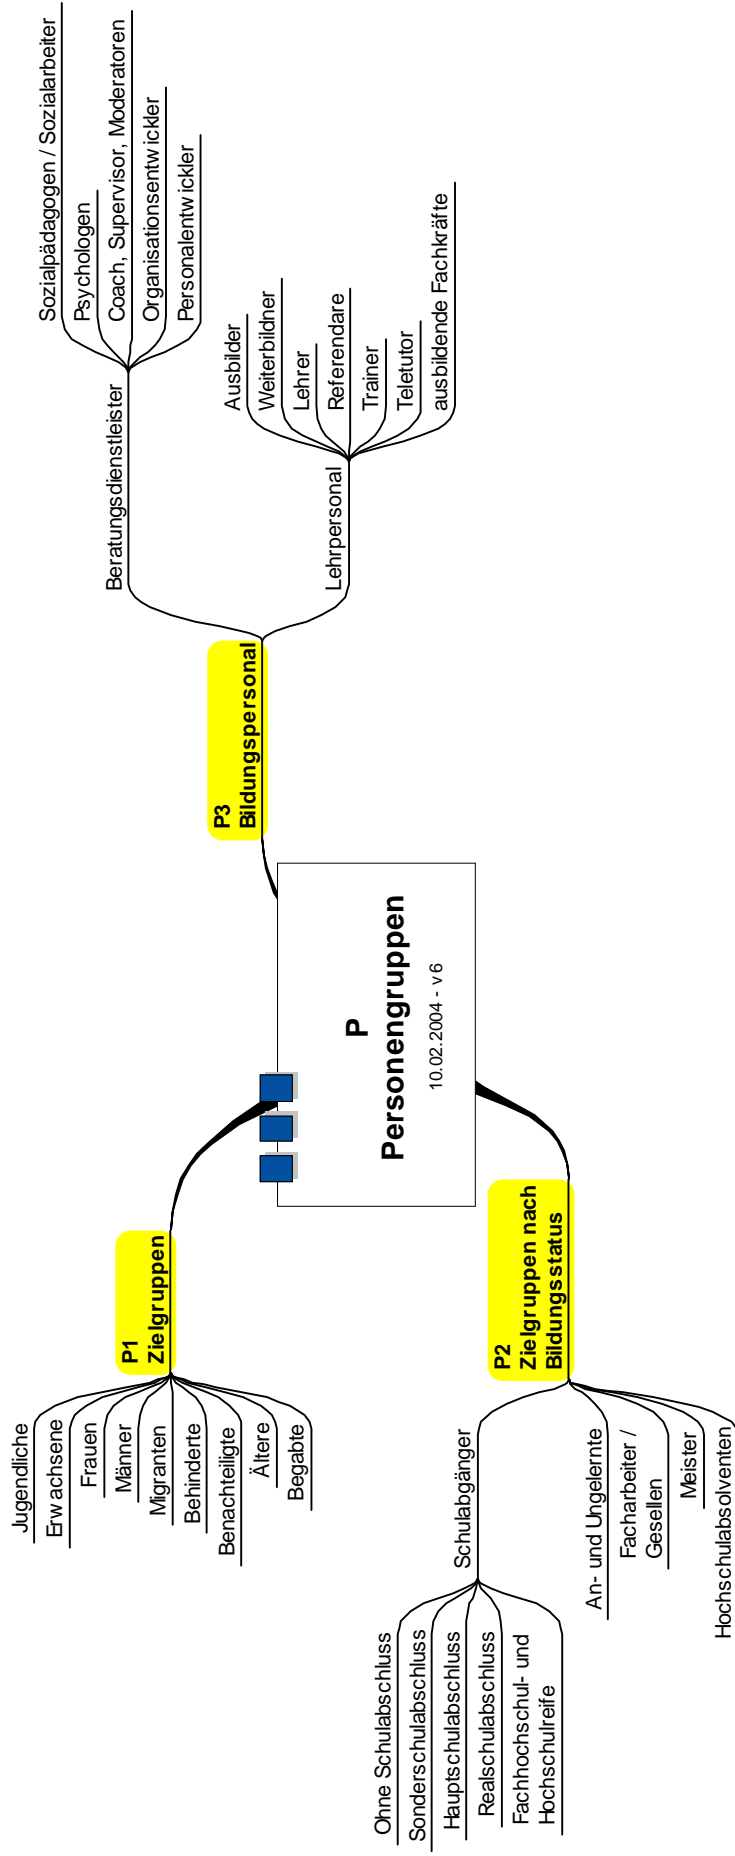 P
Personengruppen
10.02.2004 - v6
P1
Zielgruppen
Jugendliche
Erwachsene
Frauen
Männer
Migranten
Behinderte
Benachteiligte
Ältere
Begabte
P2
Zielgruppen nach
Bildungsstatus
Schulabgänger
Ohne Schulabschluss
Sonderschulabschluss
Hauptschulabschluss
Realschulabschluss
Fachhochschul- und
Hochschulreife
An- und Ungelernte
Facharbeiter /
Gesellen
Meister
Hochschulabsolventen
P3
Bildungspersonal
Beratungsdienstleister
Sozialpädagogen / Sozialarbeiter
Psychologen
Coach, Supervisor, Moderatoren
Organisationsentwickler
Personalentwickler
Lehrpersonal
Ausbilder
Weiterbildner
Lehrer
Referendare
Trainer
Teletutor
ausbildende Fachkräfte